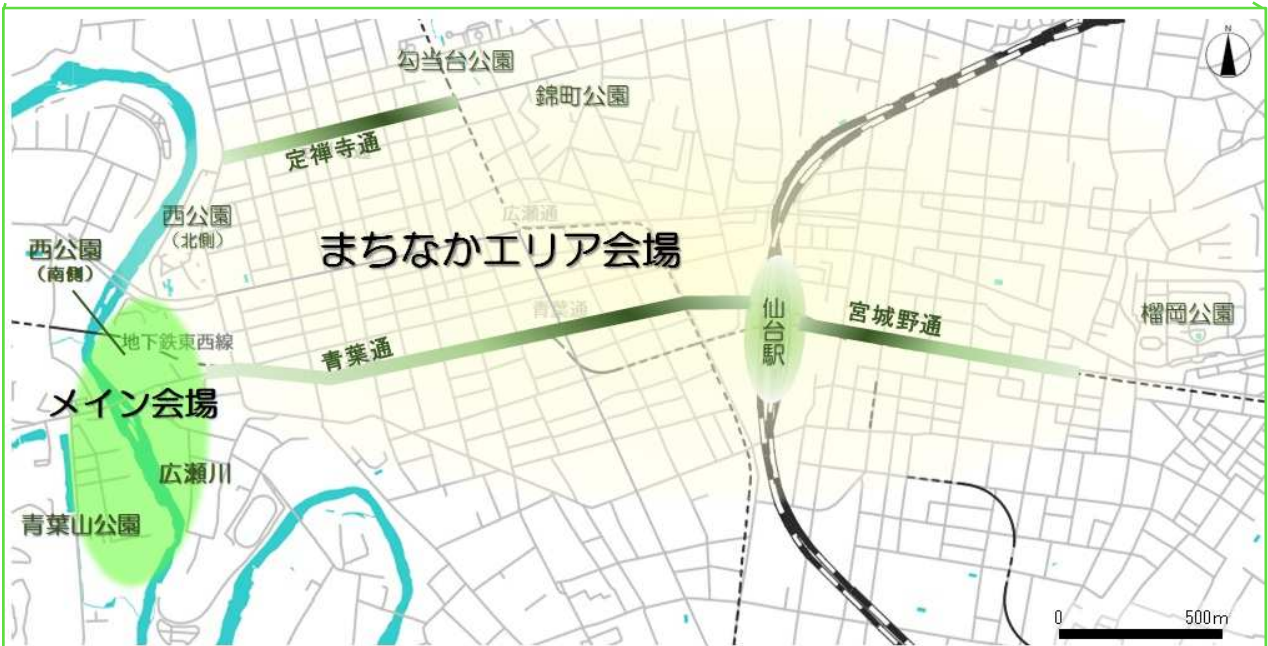 N
勾当台公園
錦町公園
定禅寺通
西公園
（北側）
広瀬通
西公園
（南側）
まちなかエリア会場
青葉通
仙台駅
宮城野通
榴岡公園
地下鉄東西線
青葉通
メイン会場
広瀬川
青葉山公園
0
500m